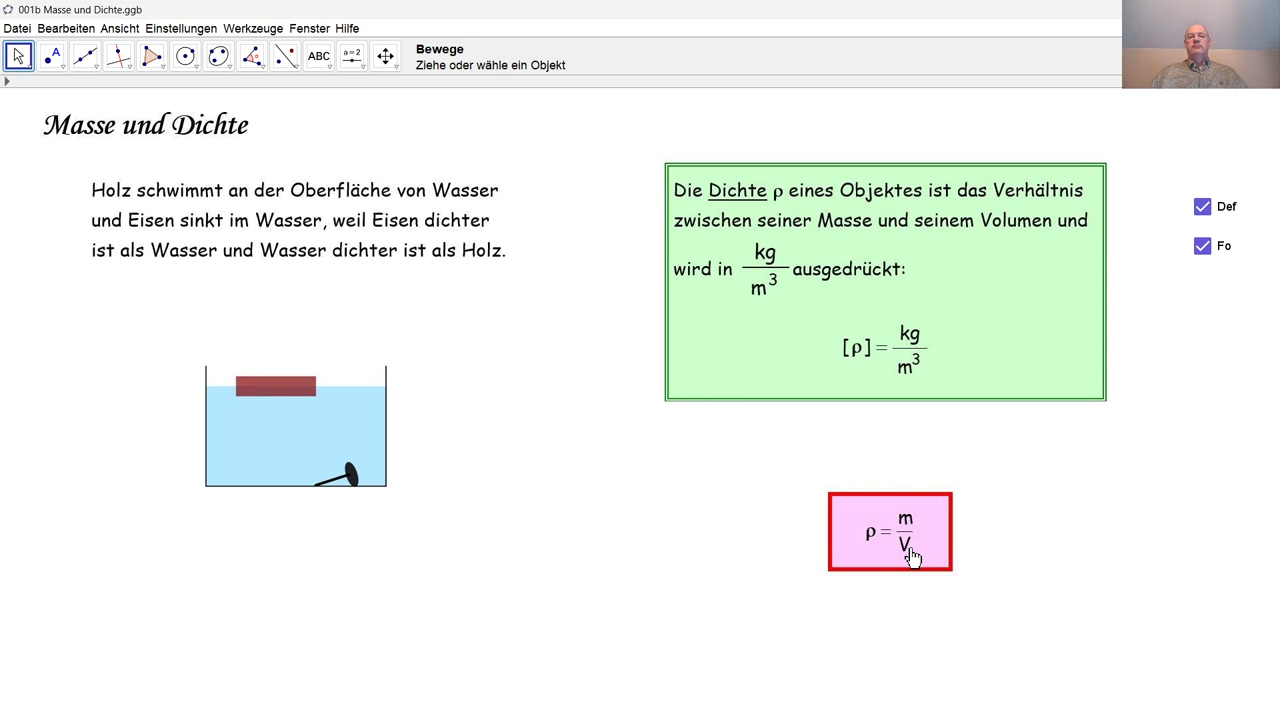 001b Masse und Dichte.ggb
Datei Bearbeiten Ansicht Einstellungen Werkzeuge Fenster Hilfe
A
ABC
a=2
Bewege
Ziehe oder wähle ein Objekt
Masse und Dichte
Holz schwimmt an der Oberfläche von Wasser
und Eisen sinkt im Wasser, weil Eisen dichter
ist als Wasser und Wasser dichter ist als Holz.
Die Dichte ρ eines Objektes ist das Verhältnis
zwischen seiner Masse und seinem Volumen und
wird in kg/m³ ausgedrückt:
[ρ] = kg/m³
Def
Fo
ρ = m/V